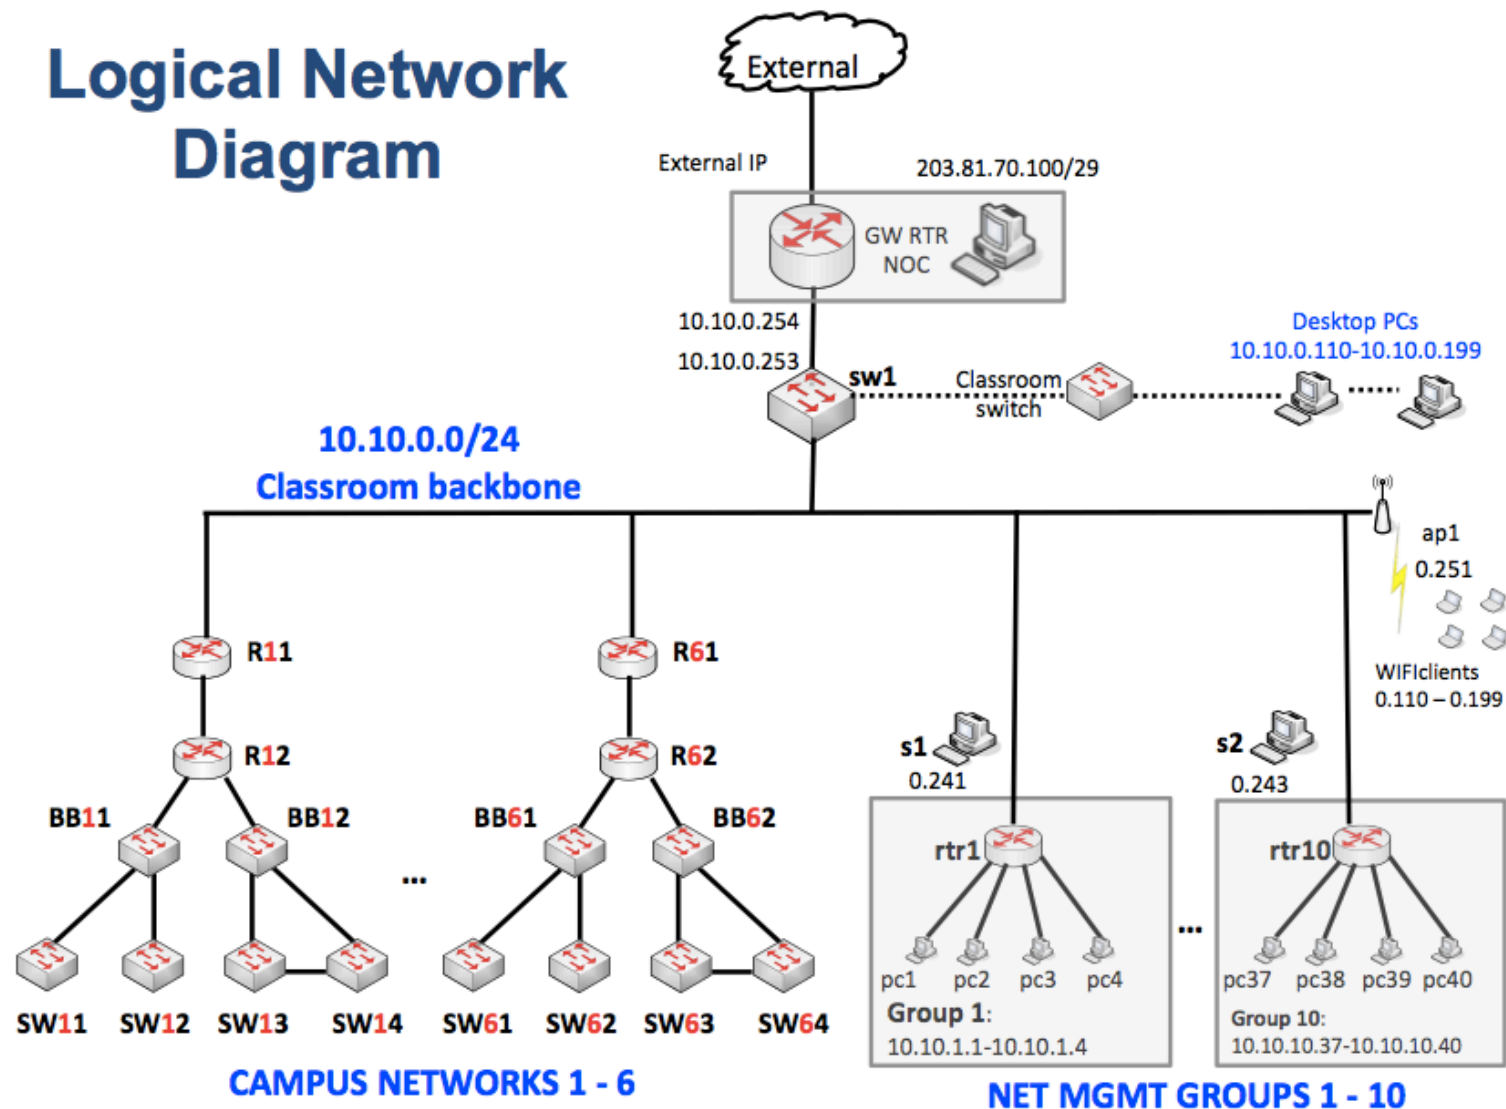 Logical Network
Diagram
External
External IP
203.81.70.100/29
GW RTR
NOC
10.10.0.254
10.10.0.253
sw1
Classroom
switch
Desktop PCs
10.10.0.110-10.10.0.199
10.10.0.0/24
Classroom backbone
ap1
0.251
WIFIclients
0.110 – 0.199
R11
R61
R12
R62
s1
0.241
s2
0.243
BB11
BB12
BB61
BB62
...
rtr1
rtr10
...
pc1
pc2
pc3
pc4
pc37
pc38
pc39
pc40
SW11
SW12
SW13
SW14
SW61
SW62
SW63
SW64
Group 1:
10.10.1.1-10.10.1.4
Group 10:
10.10.10.37-10.10.10.40
CAMPUS NETWORKS 1 - 6
NET MGMT GROUPS 1 - 10